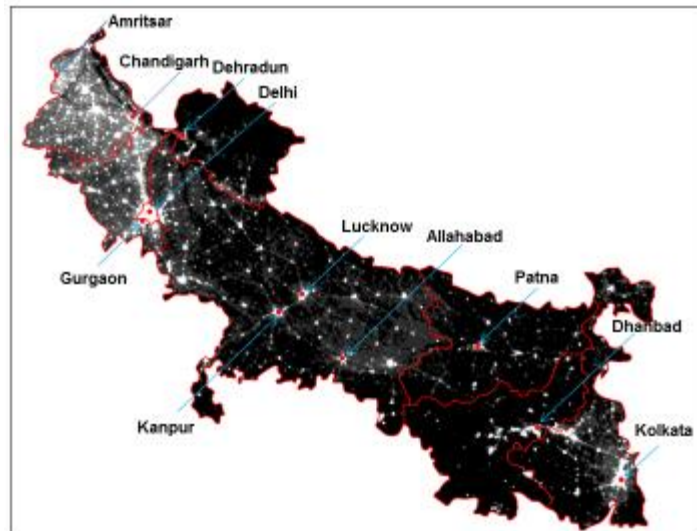 Amritsar
Chandigarh
Dehradun
Delhi
Lucknow
Allahabad
Gurgaon
Patna
Dhanbad
Kanpur
Kolkata